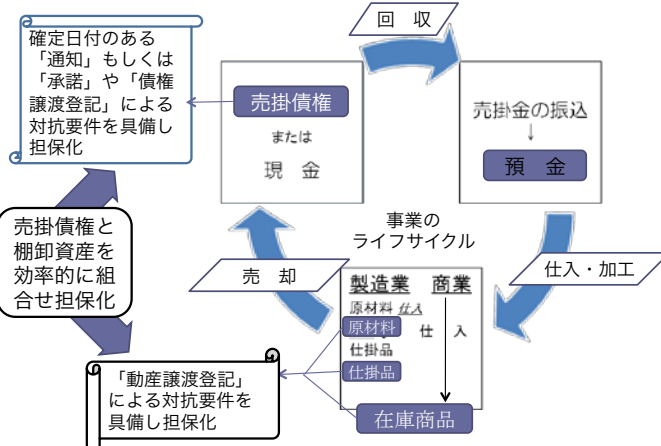 確定日付のある
「通知」もしくは
「承諾」や「債権
譲渡登記」による
対抗要件を具備し
担保化
回 収
売掛債権
または
現 金
売掛金の振込
↓
預 金
売掛債権と
棚卸資産を
効率的に組
合せ担保化
事業の
ライフサイクル
売 却
仕入・加工
製造業 商業
原材料 仕入
原材料 仕 入
仕掛品
仕掛品
在庫商品
「動産譲渡登記」
による対抗要件を
具備し担保化